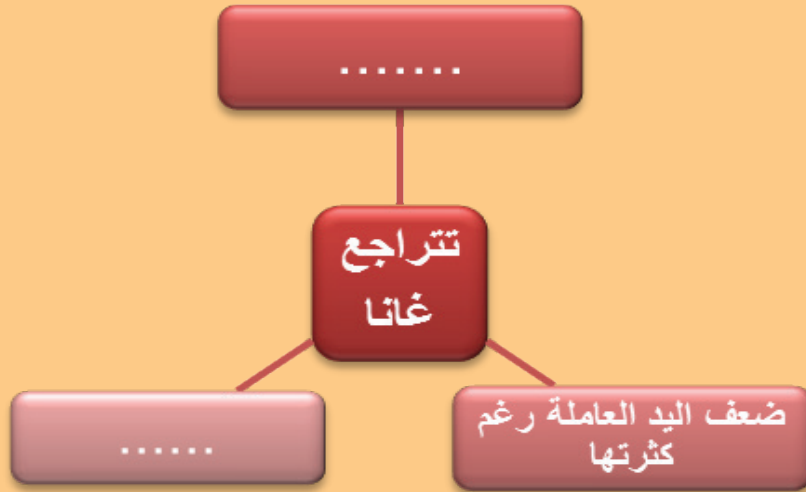 .......
تتراجع
غانا
ضعف اليد العاملة رغم
كثرتها
......